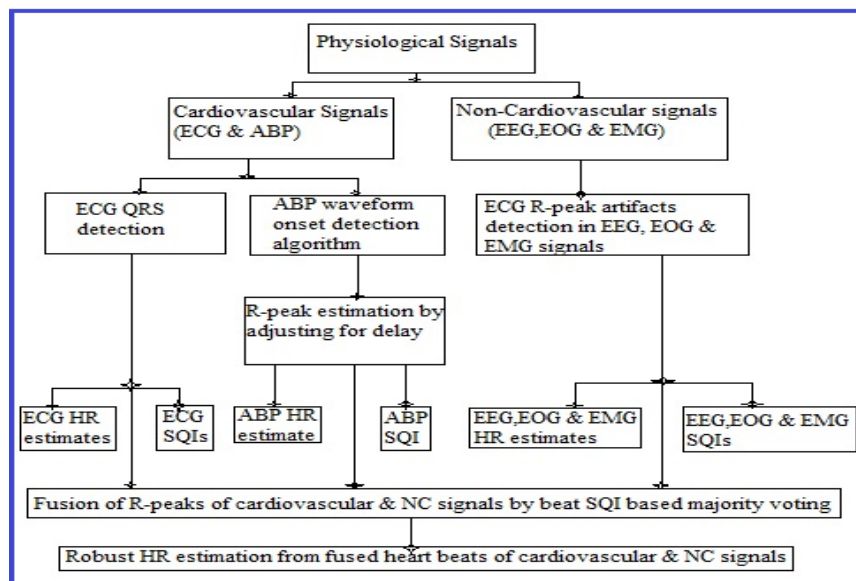 Physiological Signals
Cardiovascular Signals
(ECG & ABP)
Non-Cardiovascular signals
(EEG,EOG & EMG)
ECG QRS
detection
ABP waveform
onset detection
algorithm
ECG R-peak artifacts
detection in EEG, EOG &
EMG signals
R-peak estimation by
adjusting for delay
ECG HR
estimates
ECG
SQIs
ABP HR
estimate
ABP
SQI
EEG,EOG & EMG
HR estimates
EEG,EOG & EMG
SQIs
Fusion of R-peaks of cardiovascular & NC signals by beat SQI based majority voting
Robust HR estimation from fused heart beats of cardiovascular & NC signals